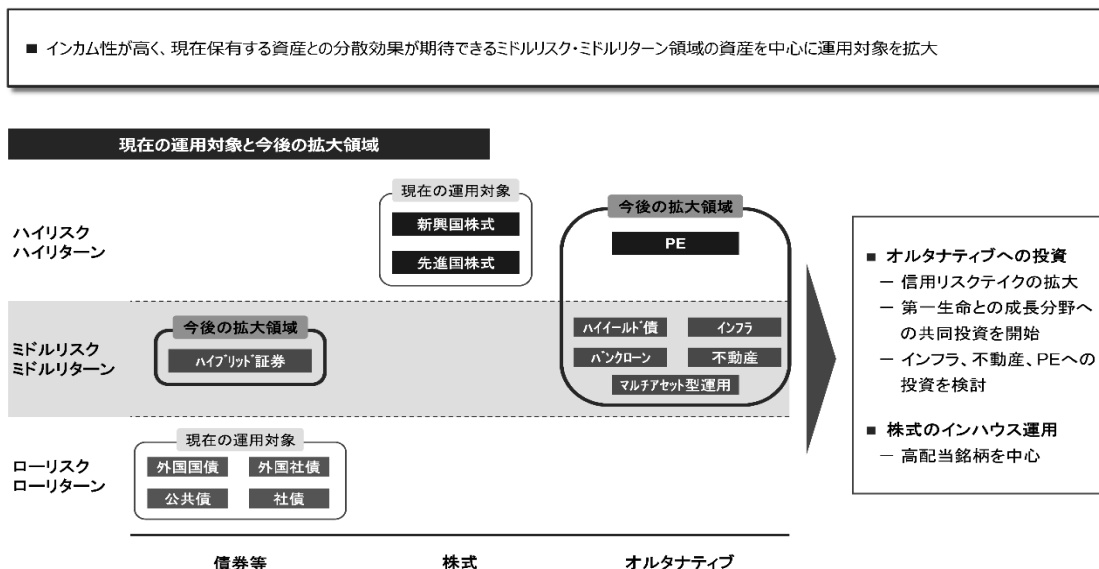 ■ インカム性が高く、現在保有する資産との分散効果が期待できるミドルリスク・ミドルリターン領域の資産を中心に運用対象を拡大
現在の運用対象と今後の拡大領域
ハイリスク
ハイリターン
現在の運用対象
新興国株式
先進国株式
今後の拡大領域
PE
ミドルリスク
ミドルリターン
今後の拡大領域
ハイブリッド証券
ハイイールド債
インフラ
バンクローン
不動産
マルチアセット型運用
ローリスク
ローリターン
現在の運用対象
外国国債
外国社債
公共債
社債
債券等
株式
オルタナティブ
■ オルタナティブへの投資
－ 信用リスクテイクの拡大
－ 第一生命との成長分野へ
の共同投資を開始
－ インフラ、不動産、PEへの
投資を検討
■ 株式のインハウス運用
－ 高配当銘柄を中心